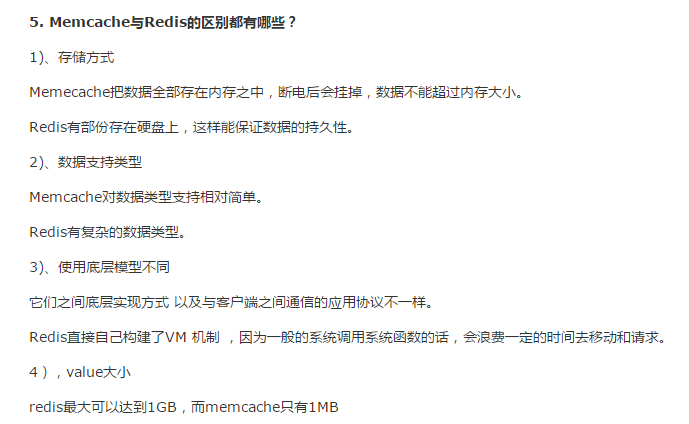 5. Memcache与Redis的区别都有哪些？
1)、存储方式
Memecache把数据全部存在内存之中，断电后会挂掉，数据不能超过内存大小。
Redis有部份存在硬盘上，这样能保证数据的持久性。
2)、数据支持类型
Memcache对数据类型支持相对简单。
Redis有复杂的数据类型。
3)、使用底层模型不同
它们之间底层实现方式 以及与客户端之间通信的应用协议不一样。
Redis直接自己构建了VM 机制 ，因为一般的系统调用系统函数的话，会浪费一定的时间去移动和请求。
4），value大小
redis最大可以达到1GB，而memcache只有1MB